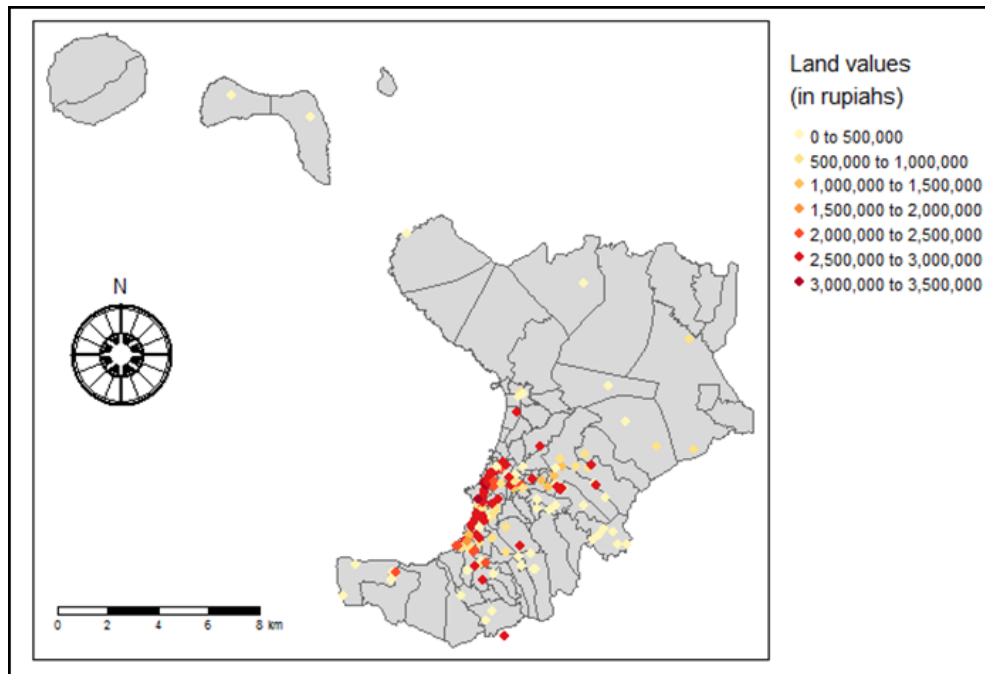 Land values
(in rupiahs)
0 to 500,000
500,000 to 1,000,000
1,000,000 to 1,500,000
1,500,000 to 2,000,000
2,000,000 to 2,500,000
2,500,000 to 3,000,000
3,000,000 to 3,500,000
N
0 2 4 6 8 km